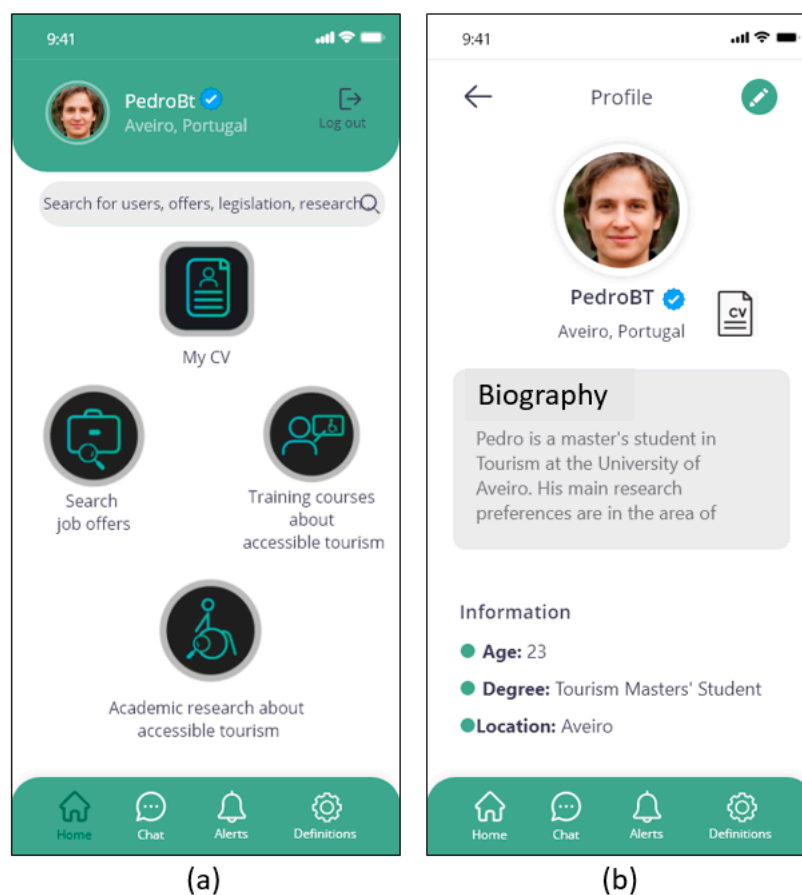 9:41
PedroBt
Aveiro, Portugal
Log out
Search for users, offers, legislation, research
My CV
Search
job offers
Training courses
about
accessible tourism
Academic research about
accessible tourism
Home
Chat
Alerts
Definitions
(a)
9:41
Profile
PedroBT
Aveiro, Portugal
CV
Biography
Pedro is a master's student in
Tourism at the University of
Aveiro. His main research
preferences are in the area of
Information
Age: 23
Degree: Tourism Masters' Student
Location: Aveiro
Home
Chat
Alerts
Definitions
(b)